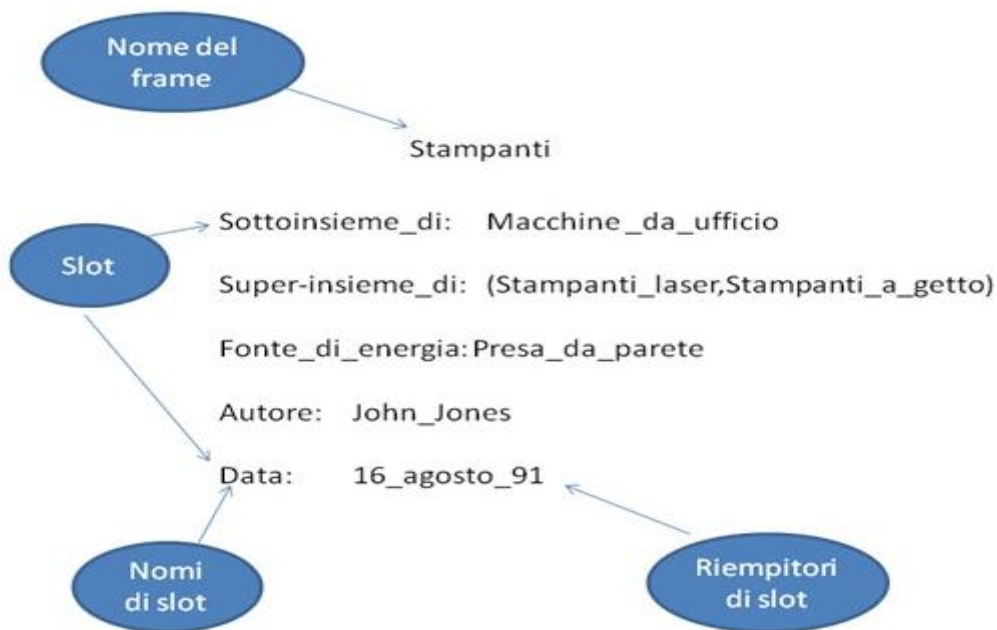 Nome del
frame
Stampanti
Sottoinsieme_di: Macchine_da_ufficio
Slot
Super-insieme_di: (Stampanti_laser,Stampanti_a_getto)
Fonte_di_energia: Presa_da_parete
Autore: John_Jones
Data: 16_agosto_91
Nomi
di slot
Riempitori
di slot